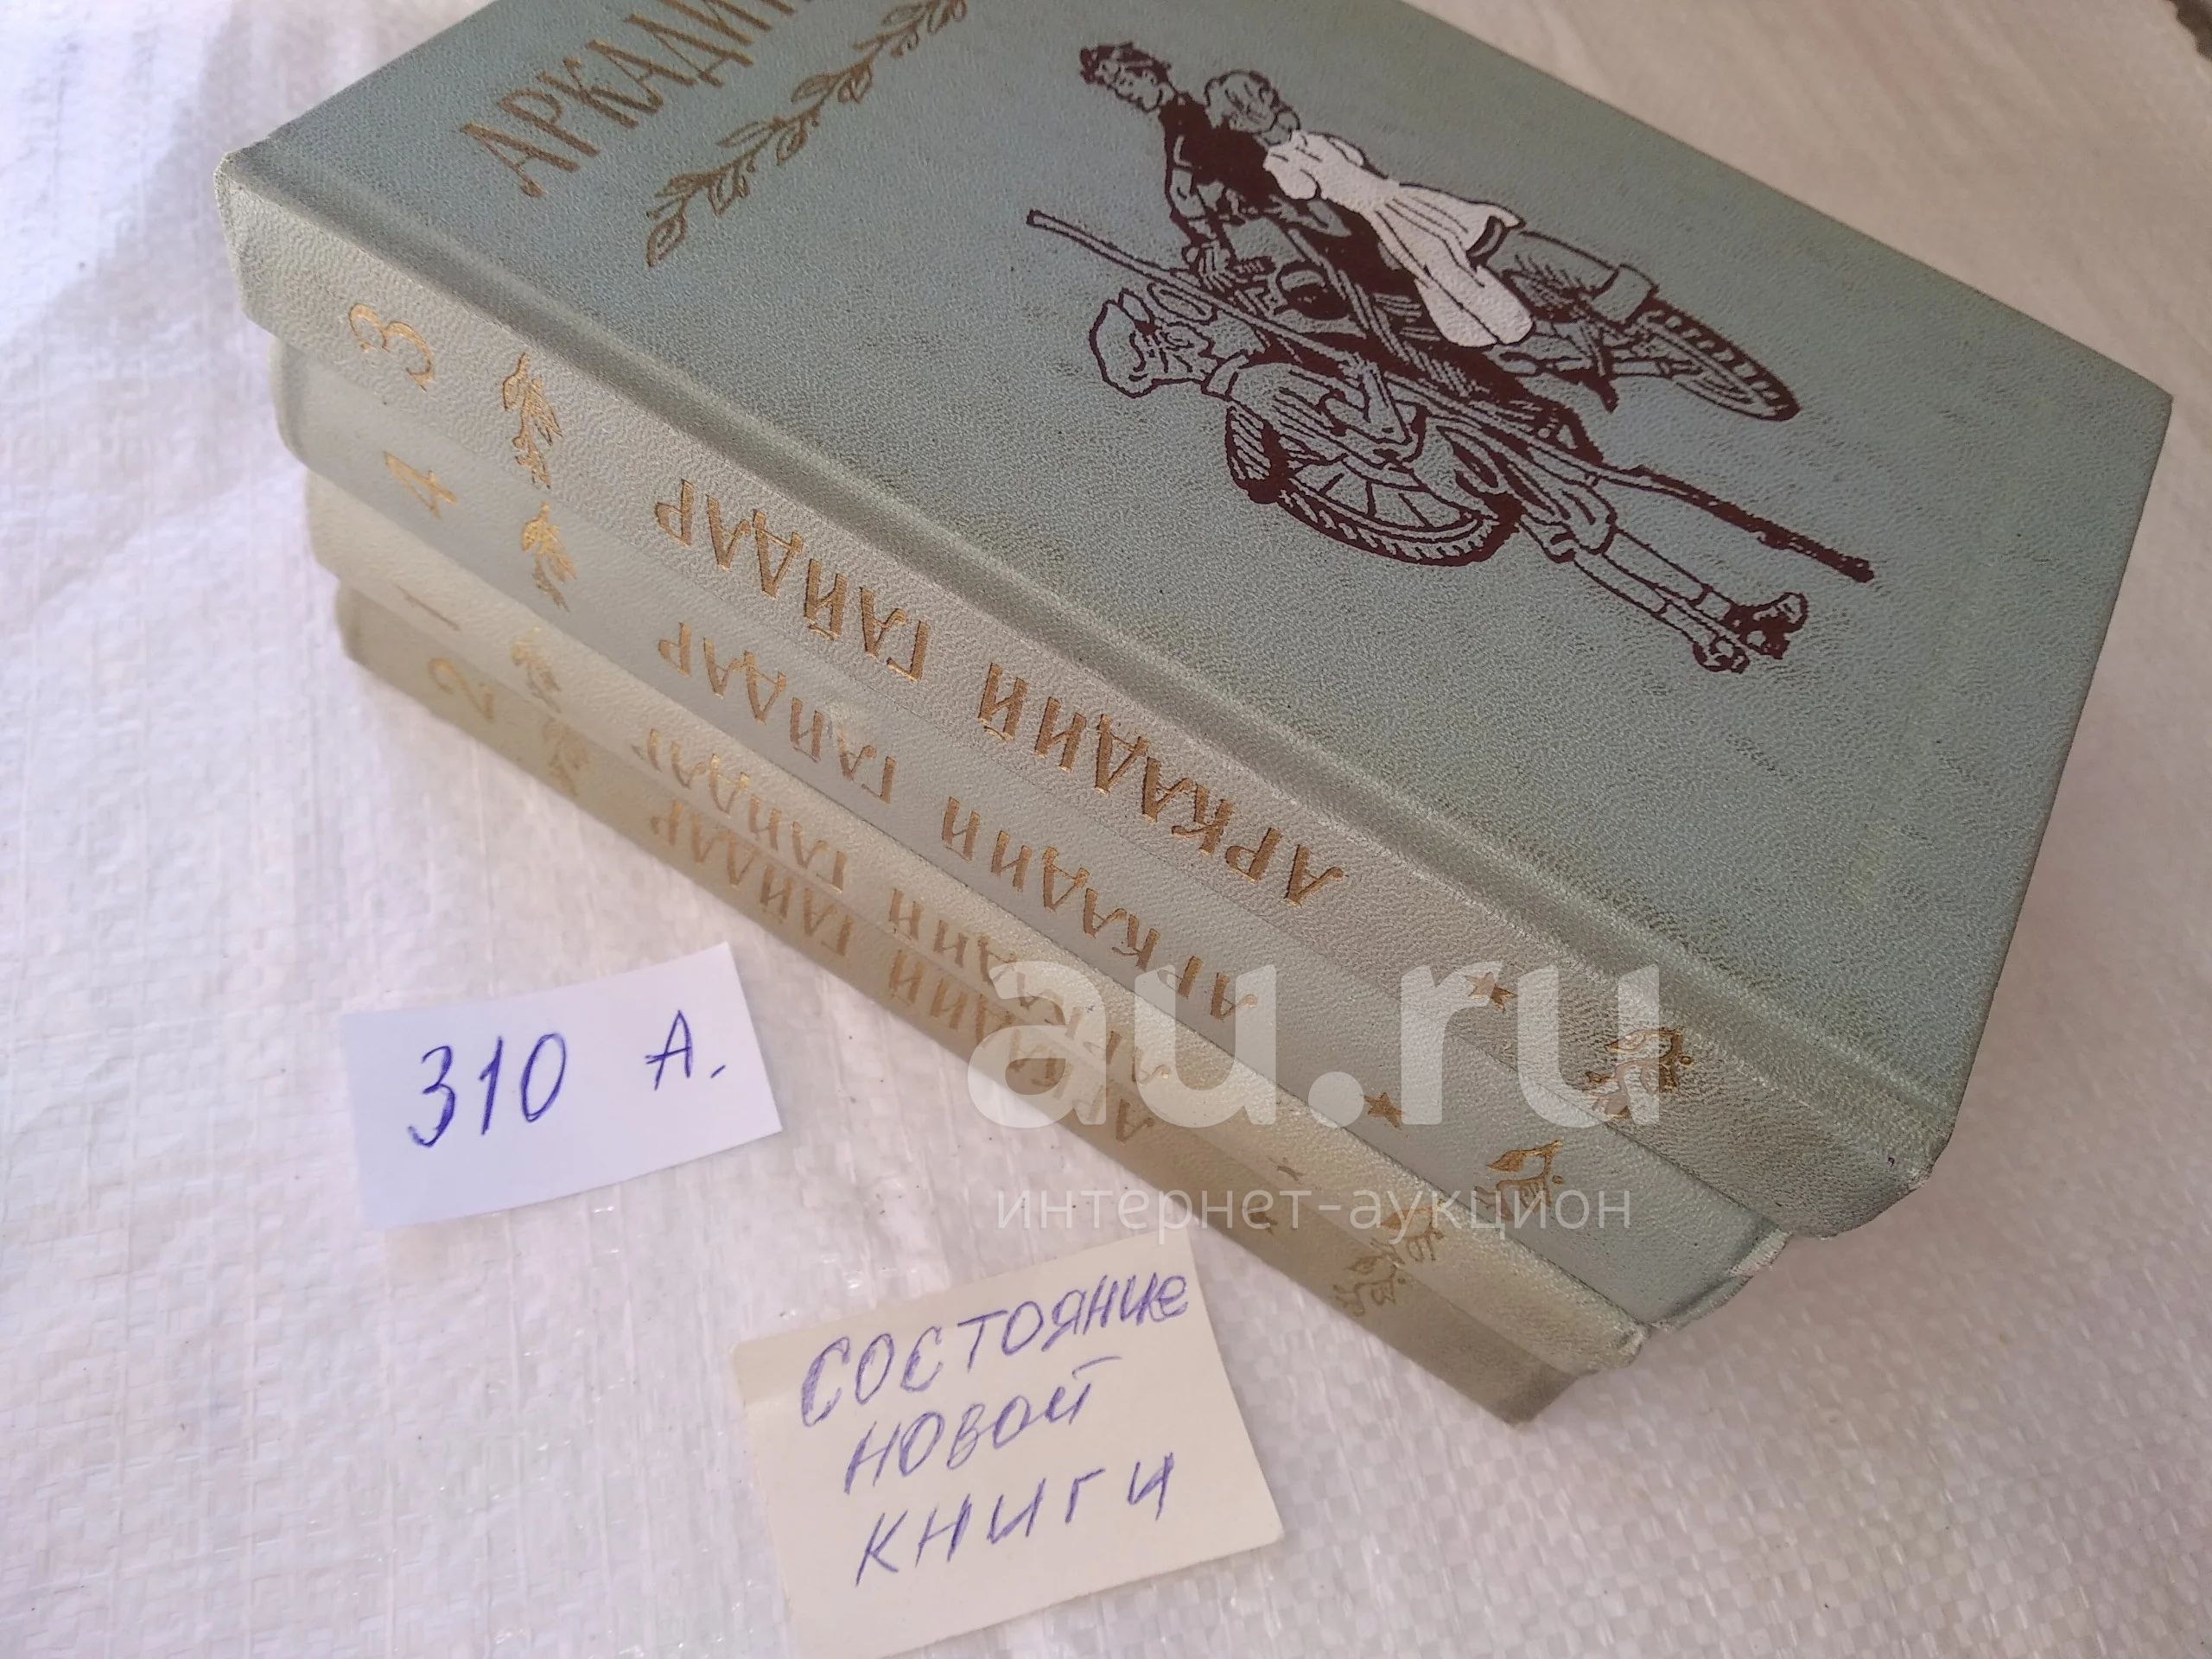 АРКАДИЙ
3 АРКАДИЙ ГАЙДАР
4 АРКАДИЙ ГАЙДАР
1 АРКАДИЙ ГАЙДАР
2 АРКАДИЙ ГАЙДАР
au.ru
интернет-аукцион
310 А.
СОСТОЯНИЕ
НОВОЙ
КНИГИ